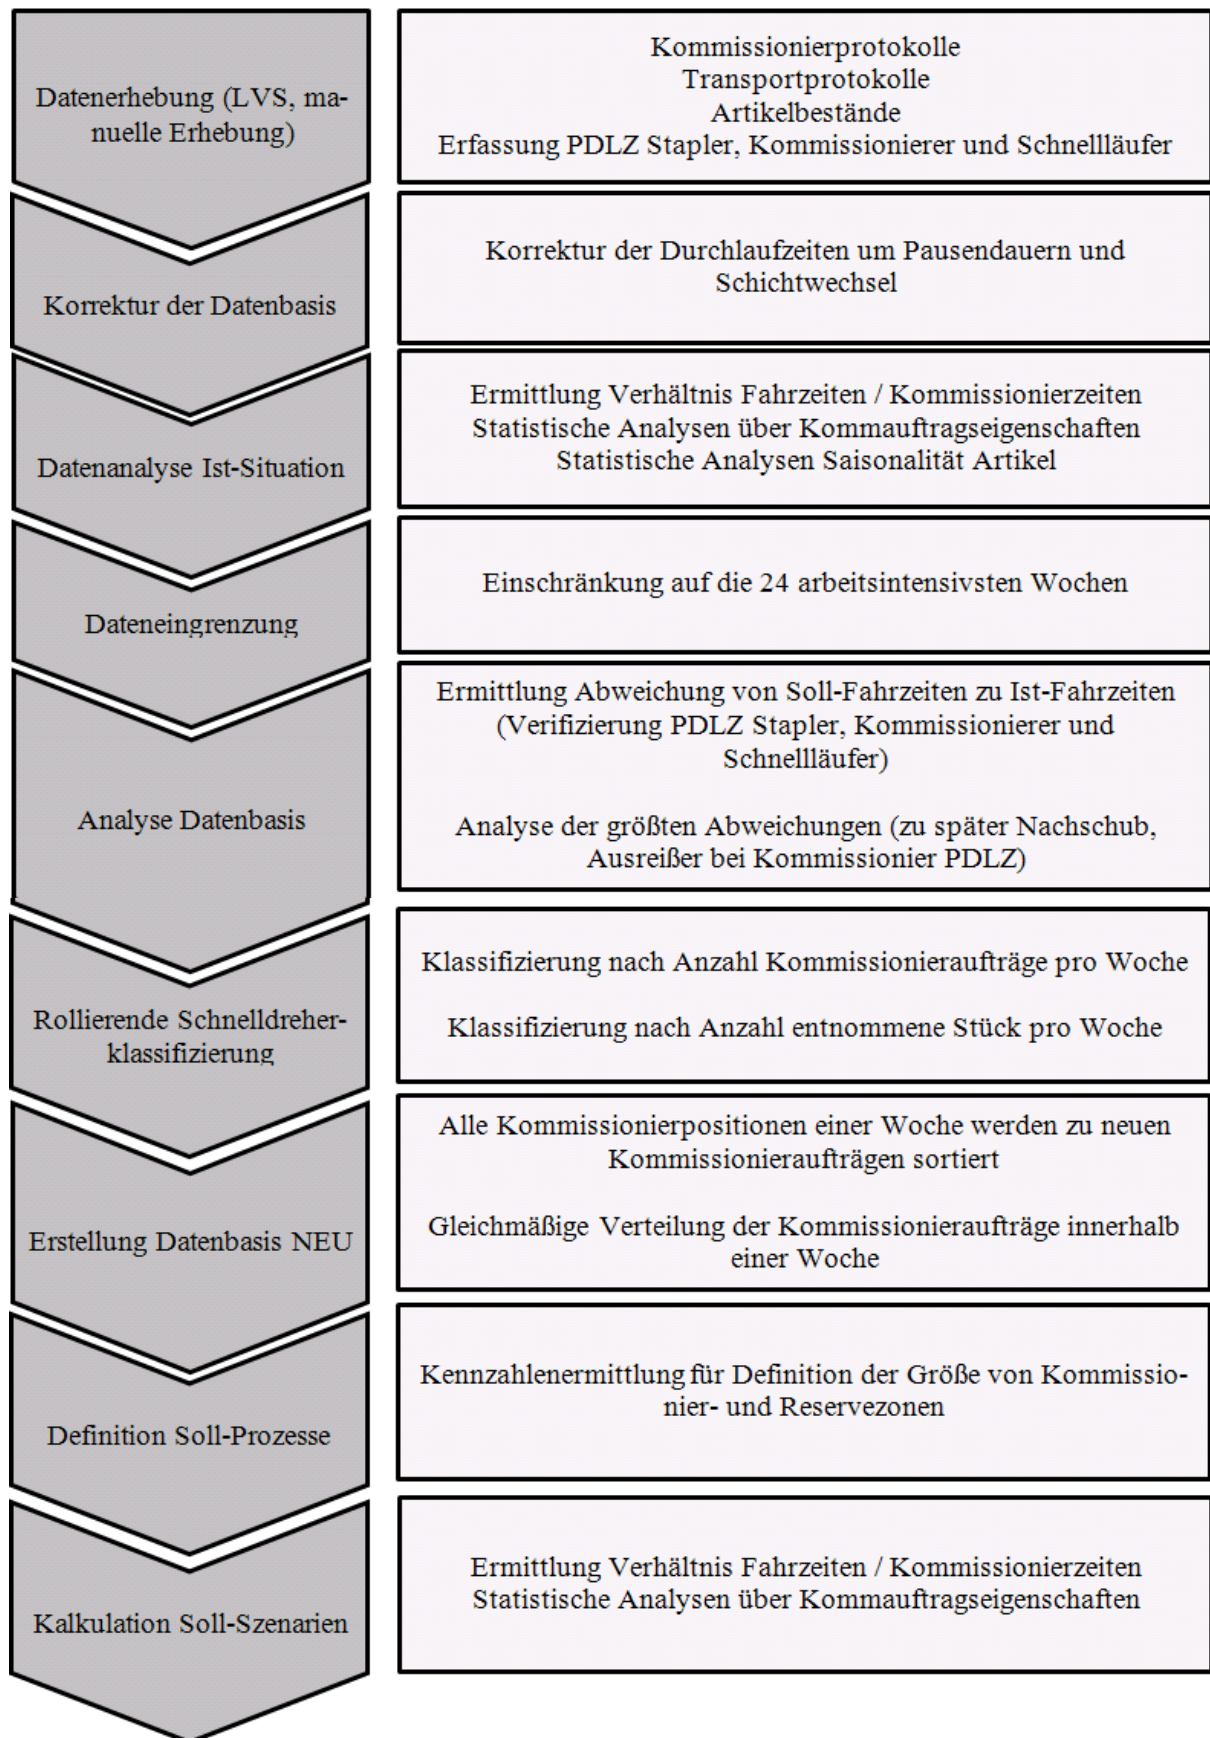 Datenerhebung (LVS, ma-
nuelle Erhebung)
Kommissionierprotokolle
Transportprotokolle
Artikelbestände
Erfassung PDLZ Stapler, Kommissionierer und Schnellläufer
Korrektur der Datenbasis
Korrektur der Durchlaufzeiten um Pausendauern und
Schichtwechsel
Datenanalyse Ist-Situation
Ermittlung Verhältnis Fahrzeiten / Kommissionierzeiten
Statistische Analysen über Kommauftragseigenschaften
Statistische Analysen Saisonalität Artikel
Dateneingrenzung
Einschränkung auf die 24 arbeitsintensivsten Wochen
Analyse Datenbasis
Ermittlung Abweichung von Soll-Fahrzeiten zu Ist-Fahrzeiten
(Verifizierung PDLZ Stapler, Kommissionierer und
Schnellläufer)
Analyse der größten Abweichungen (zu später Nachschub,
Ausreißer bei Kommissionier PDLZ)
Rollierende Schnelldreher-
klassifizierung
Klassifizierung nach Anzahl Kommissionieraufträge pro Woche
Klassifizierung nach Anzahl entnommene Stück pro Woche
Erstellung Datenbasis NEU
Alle Kommissionierpositionen einer Woche werden zu neuen
Kommissionieraufträgen sortiert
Gleichmäßige Verteilung der Kommissionieraufträge innerhalb
einer Woche
Definition Soll-Prozesse
Kennzahlenermittlung für Definition der Größe von Kommissio-
nier- und Reservezonen
Kalkulation Soll-Szenarien
Ermittlung Verhältnis Fahrzeiten / Kommissionierzeiten
Statistische Analysen über Kommauftragseigenschaften